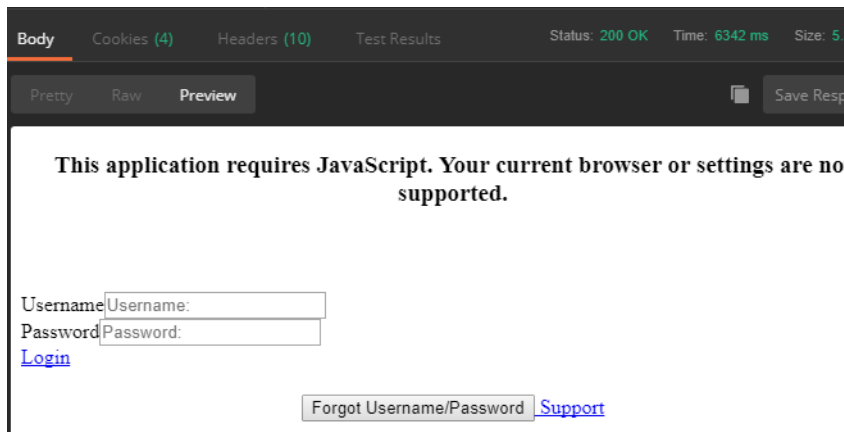 Body Cookies (4) Headers (10) Test Results Status: 200 OK Time: 6342 ms Size: 5.
Pretty Raw Preview Save Resp
This application requires JavaScript. Your current browser or settings are no
supported.
Username Username:
Password Password:
Login
Forgot Username/Password Support